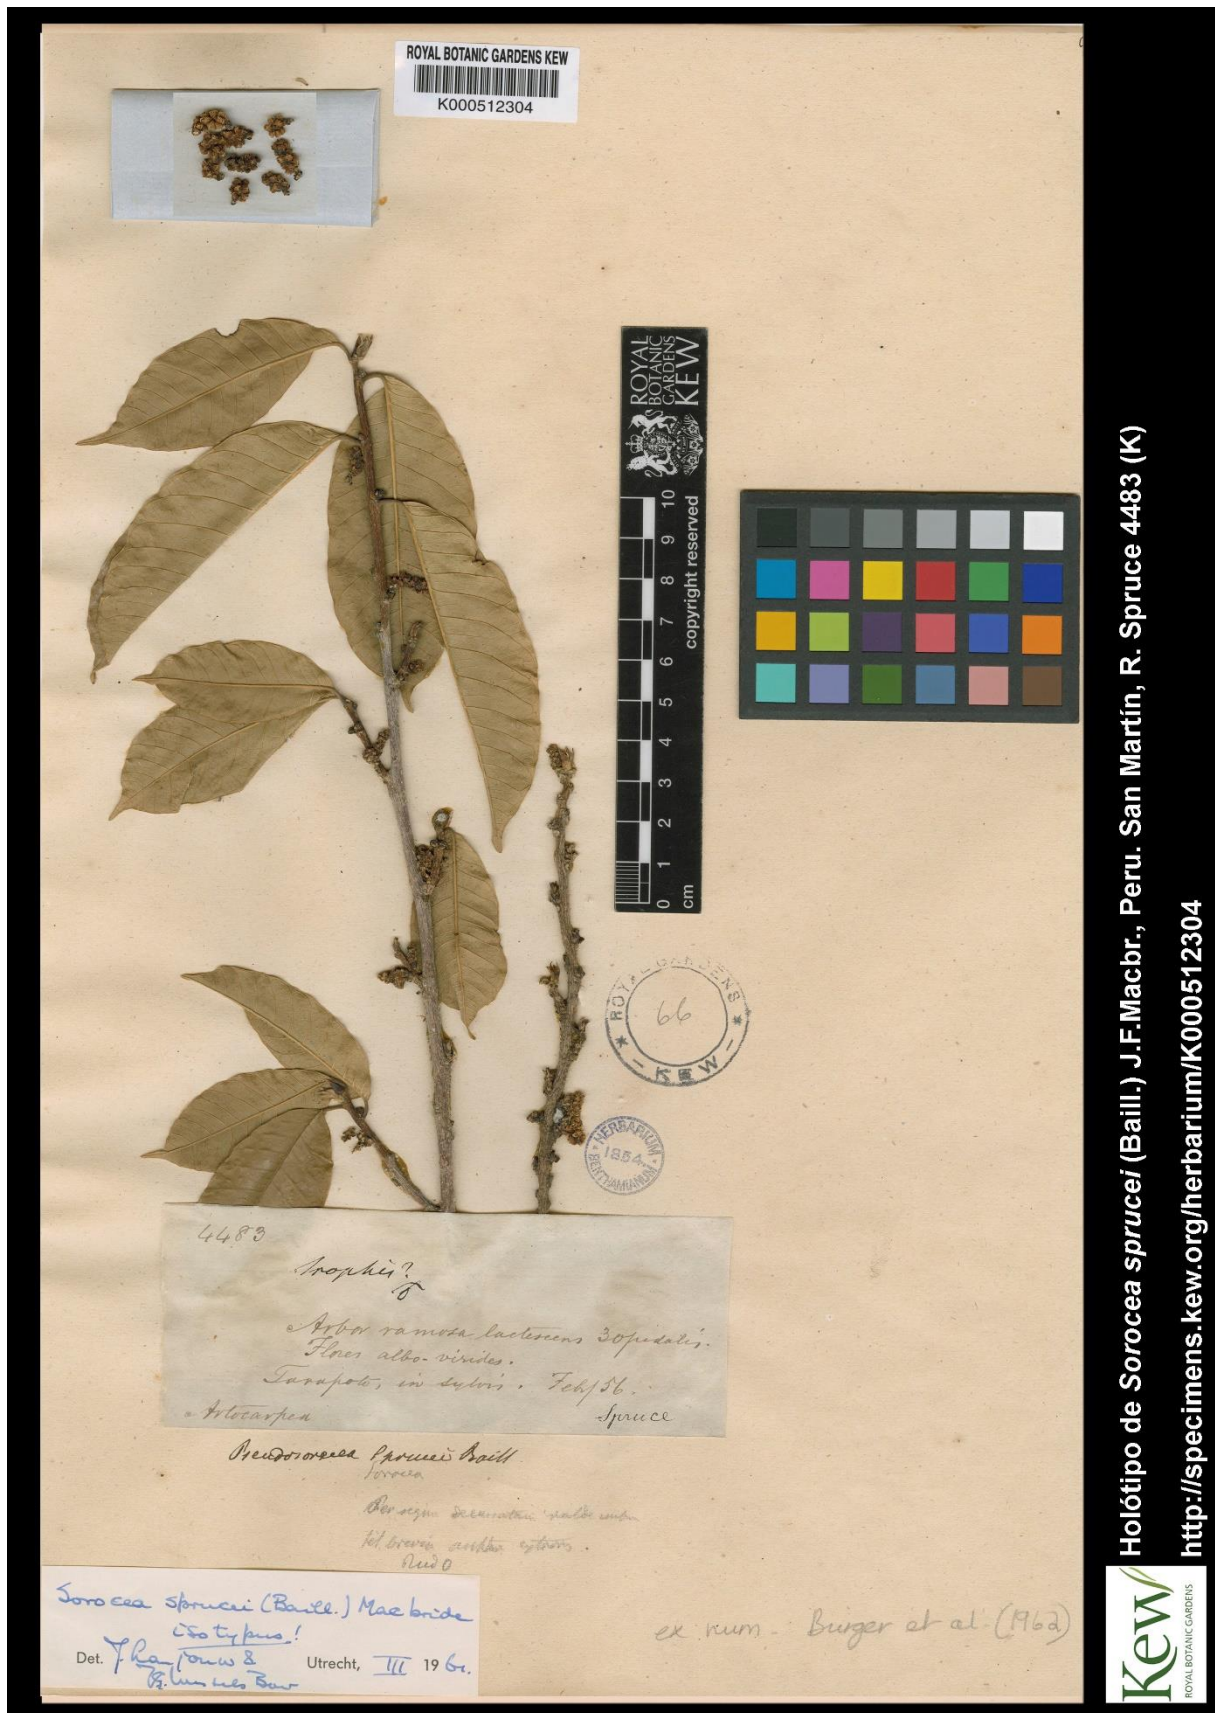 ROYAL BOTANIC GARDENS KEW
K000512304
ROYAL
BOTANIC
GARDENS
KEW
copyright reserved
10
9
8
7
6
5
4
3
2
1
0
cm
ROYAL GARDENS
66
KEW
HERBARIUM
1854
BENTHAMIANUM
4483
Trophis? ♂
Arbor ramosa lactescens 30pedalis.
Flores albo-virides.
Tarapoto, in sylvis. Feb/56.
Artocarpea
Spruce
Pseudosorocea Sprucei Baill
Sorocea
Sorocea sprucei (Baill.) Macbride
isotypus!
Det. J. Lanjouw &
Utrecht, III 1961.
ex num. Burger et al. (1962)
Holótipo de Sorocea sprucei (Baill.) J.F.Macbr., Peru. San Martín, R. Spruce 4483 (K)
http://specimens.kew.org/herbarium/K000512304
Kew
ROYAL BOTANIC GARDENS